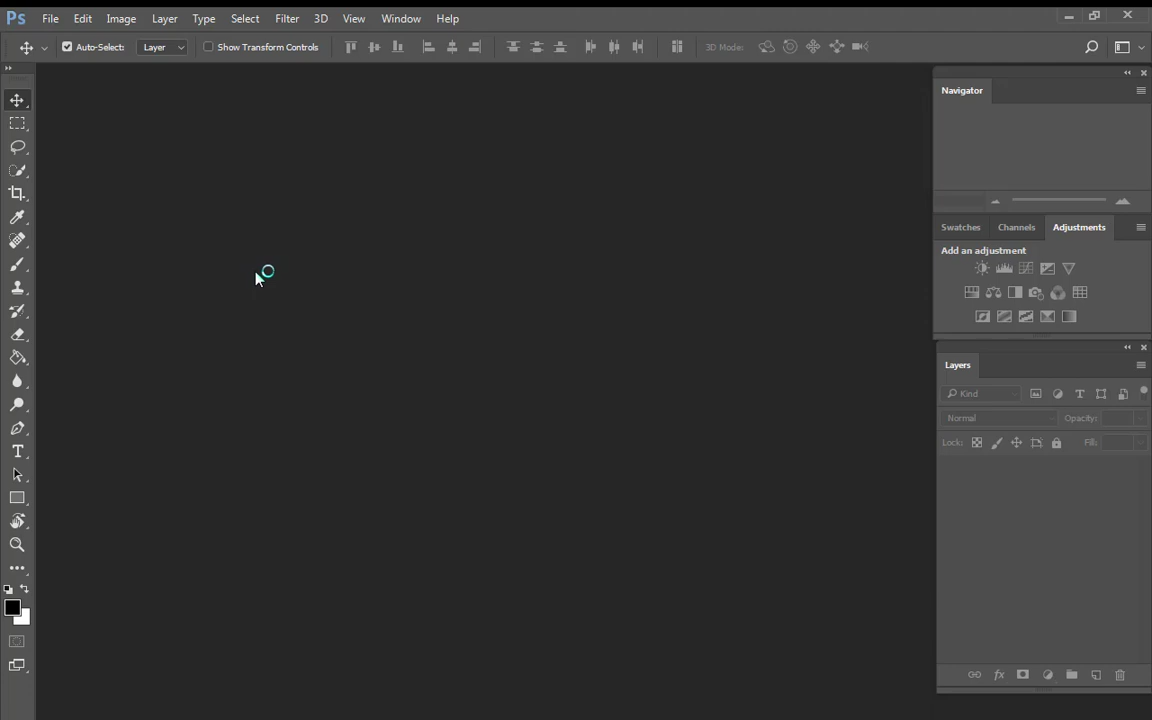 Ps File Edit Image Layer Type Select Filter 3D View Window Help
Auto-Select: Layer Show Transform Controls 3D Mode:
Navigator
Swatches Channels Adjustments
Add an adjustment
Layers
Kind
Normal Opacity:
Lock: Fill: